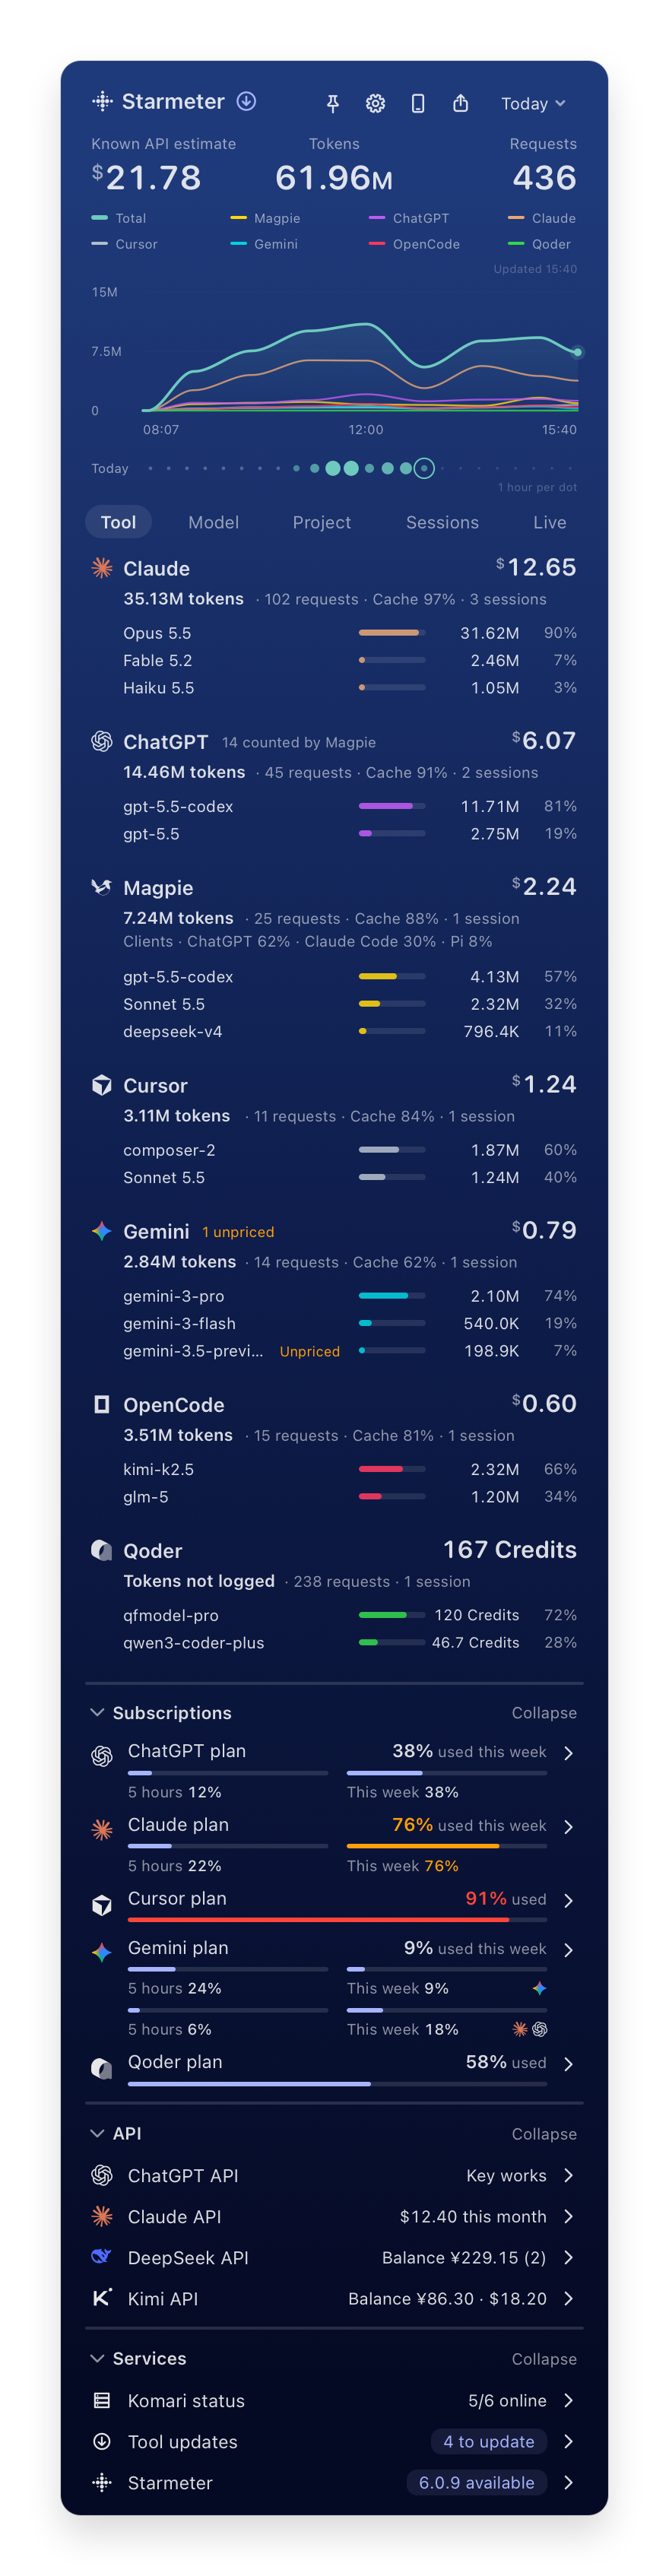 Starmeter
Today
Known API estimate Tokens Requests
$21.78 61.96M 436
Total Magpie ChatGPT Claude
Cursor Gemini OpenCode Qoder
Updated 15:40
15M
7.5M
0
08:07 12:00 15:40
Today
1 hour per dot
Tool Model Project Sessions Live
Claude $12.65
35.13M tokens · 102 requests · Cache 97% · 3 sessions
Opus 5.5 31.62M 90%
Fable 5.2 2.46M 7%
Haiku 5.5 1.05M 3%
ChatGPT 14 counted by Magpie $6.07
14.46M tokens · 45 requests · Cache 91% · 2 sessions
gpt-5.5-codex 11.71M 81%
gpt-5.5 2.75M 19%
Magpie $2.24
7.24M tokens · 25 requests · Cache 88% · 1 session
Clients · ChatGPT 62% · Claude Code 30% · Pi 8%
gpt-5.5-codex 4.13M 57%
Sonnet 5.5 2.32M 32%
deepseek-v4 796.4K 11%
Cursor $1.24
3.11M tokens · 11 requests · Cache 84% · 1 session
composer-2 1.87M 60%
Sonnet 5.5 1.24M 40%
Gemini 1 unpriced $0.79
2.84M tokens · 14 requests · Cache 62% · 1 session
gemini-3-pro 2.10M 74%
gemini-3-flash 540.0K 19%
gemini-3.5-previ... Unpriced 198.9K 7%
OpenCode $0.60
3.51M tokens · 15 requests · Cache 81% · 1 session
kimi-k2.5 2.32M 66%
glm-5 1.20M 34%
Qoder 167 Credits
Tokens not logged · 238 requests · 1 session
qfmodel-pro 120 Credits 72%
qwen3-coder-plus 46.7 Credits 28%
Subscriptions Collapse
ChatGPT plan 38% used this week
5 hours 12% This week 38%
Claude plan 76% used this week
5 hours 22% This week 76%
Cursor plan 91% used
Gemini plan 9% used this week
5 hours 24% This week 9%
5 hours 6% This week 18%
Qoder plan 58% used
API Collapse
ChatGPT API Key works
Claude API $12.40 this month
DeepSeek API Balance ¥229.15 (2)
Kimi API Balance ¥86.30 · $18.20
Services Collapse
Komari status 5/6 online
Tool updates 4 to update
Starmeter 6.0.9 available